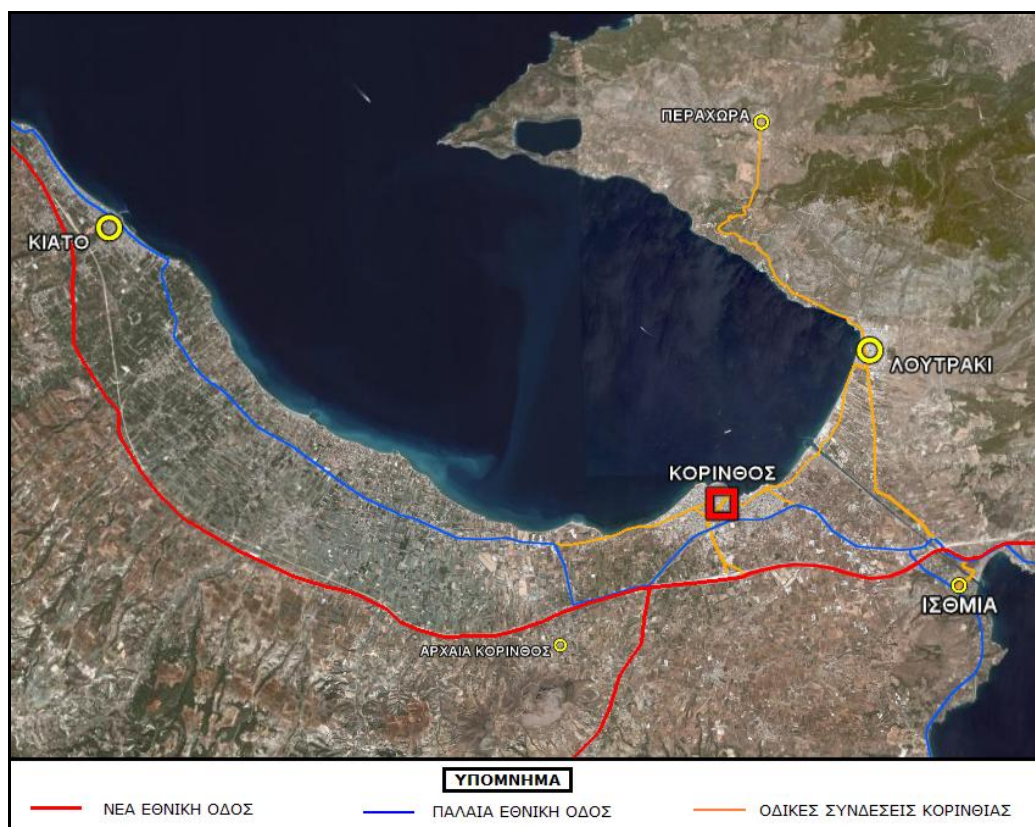 ΠΕΡΑΧΩΡΑ
ΚΙΑΤΟ
ΛΟΥΤΡΑΚΙ
ΚΟΡΙΝΘΟΣ
ΙΣΘΜΙΑ
ΑΡΧΑΙΑ ΚΟΡΙΝΘΟΣ
ΥΠΟΜΝΗΜΑ
ΝΕΑ ΕΘΝΙΚΗ ΟΔΟΣ ΠΑΛΑΙΑ ΕΘΝΙΚΗ ΟΔΟΣ ΟΔΙΚΕΣ ΣΥΝΔΕΣΕΙΣ ΚΟΡΙΝΘΙΑΣ